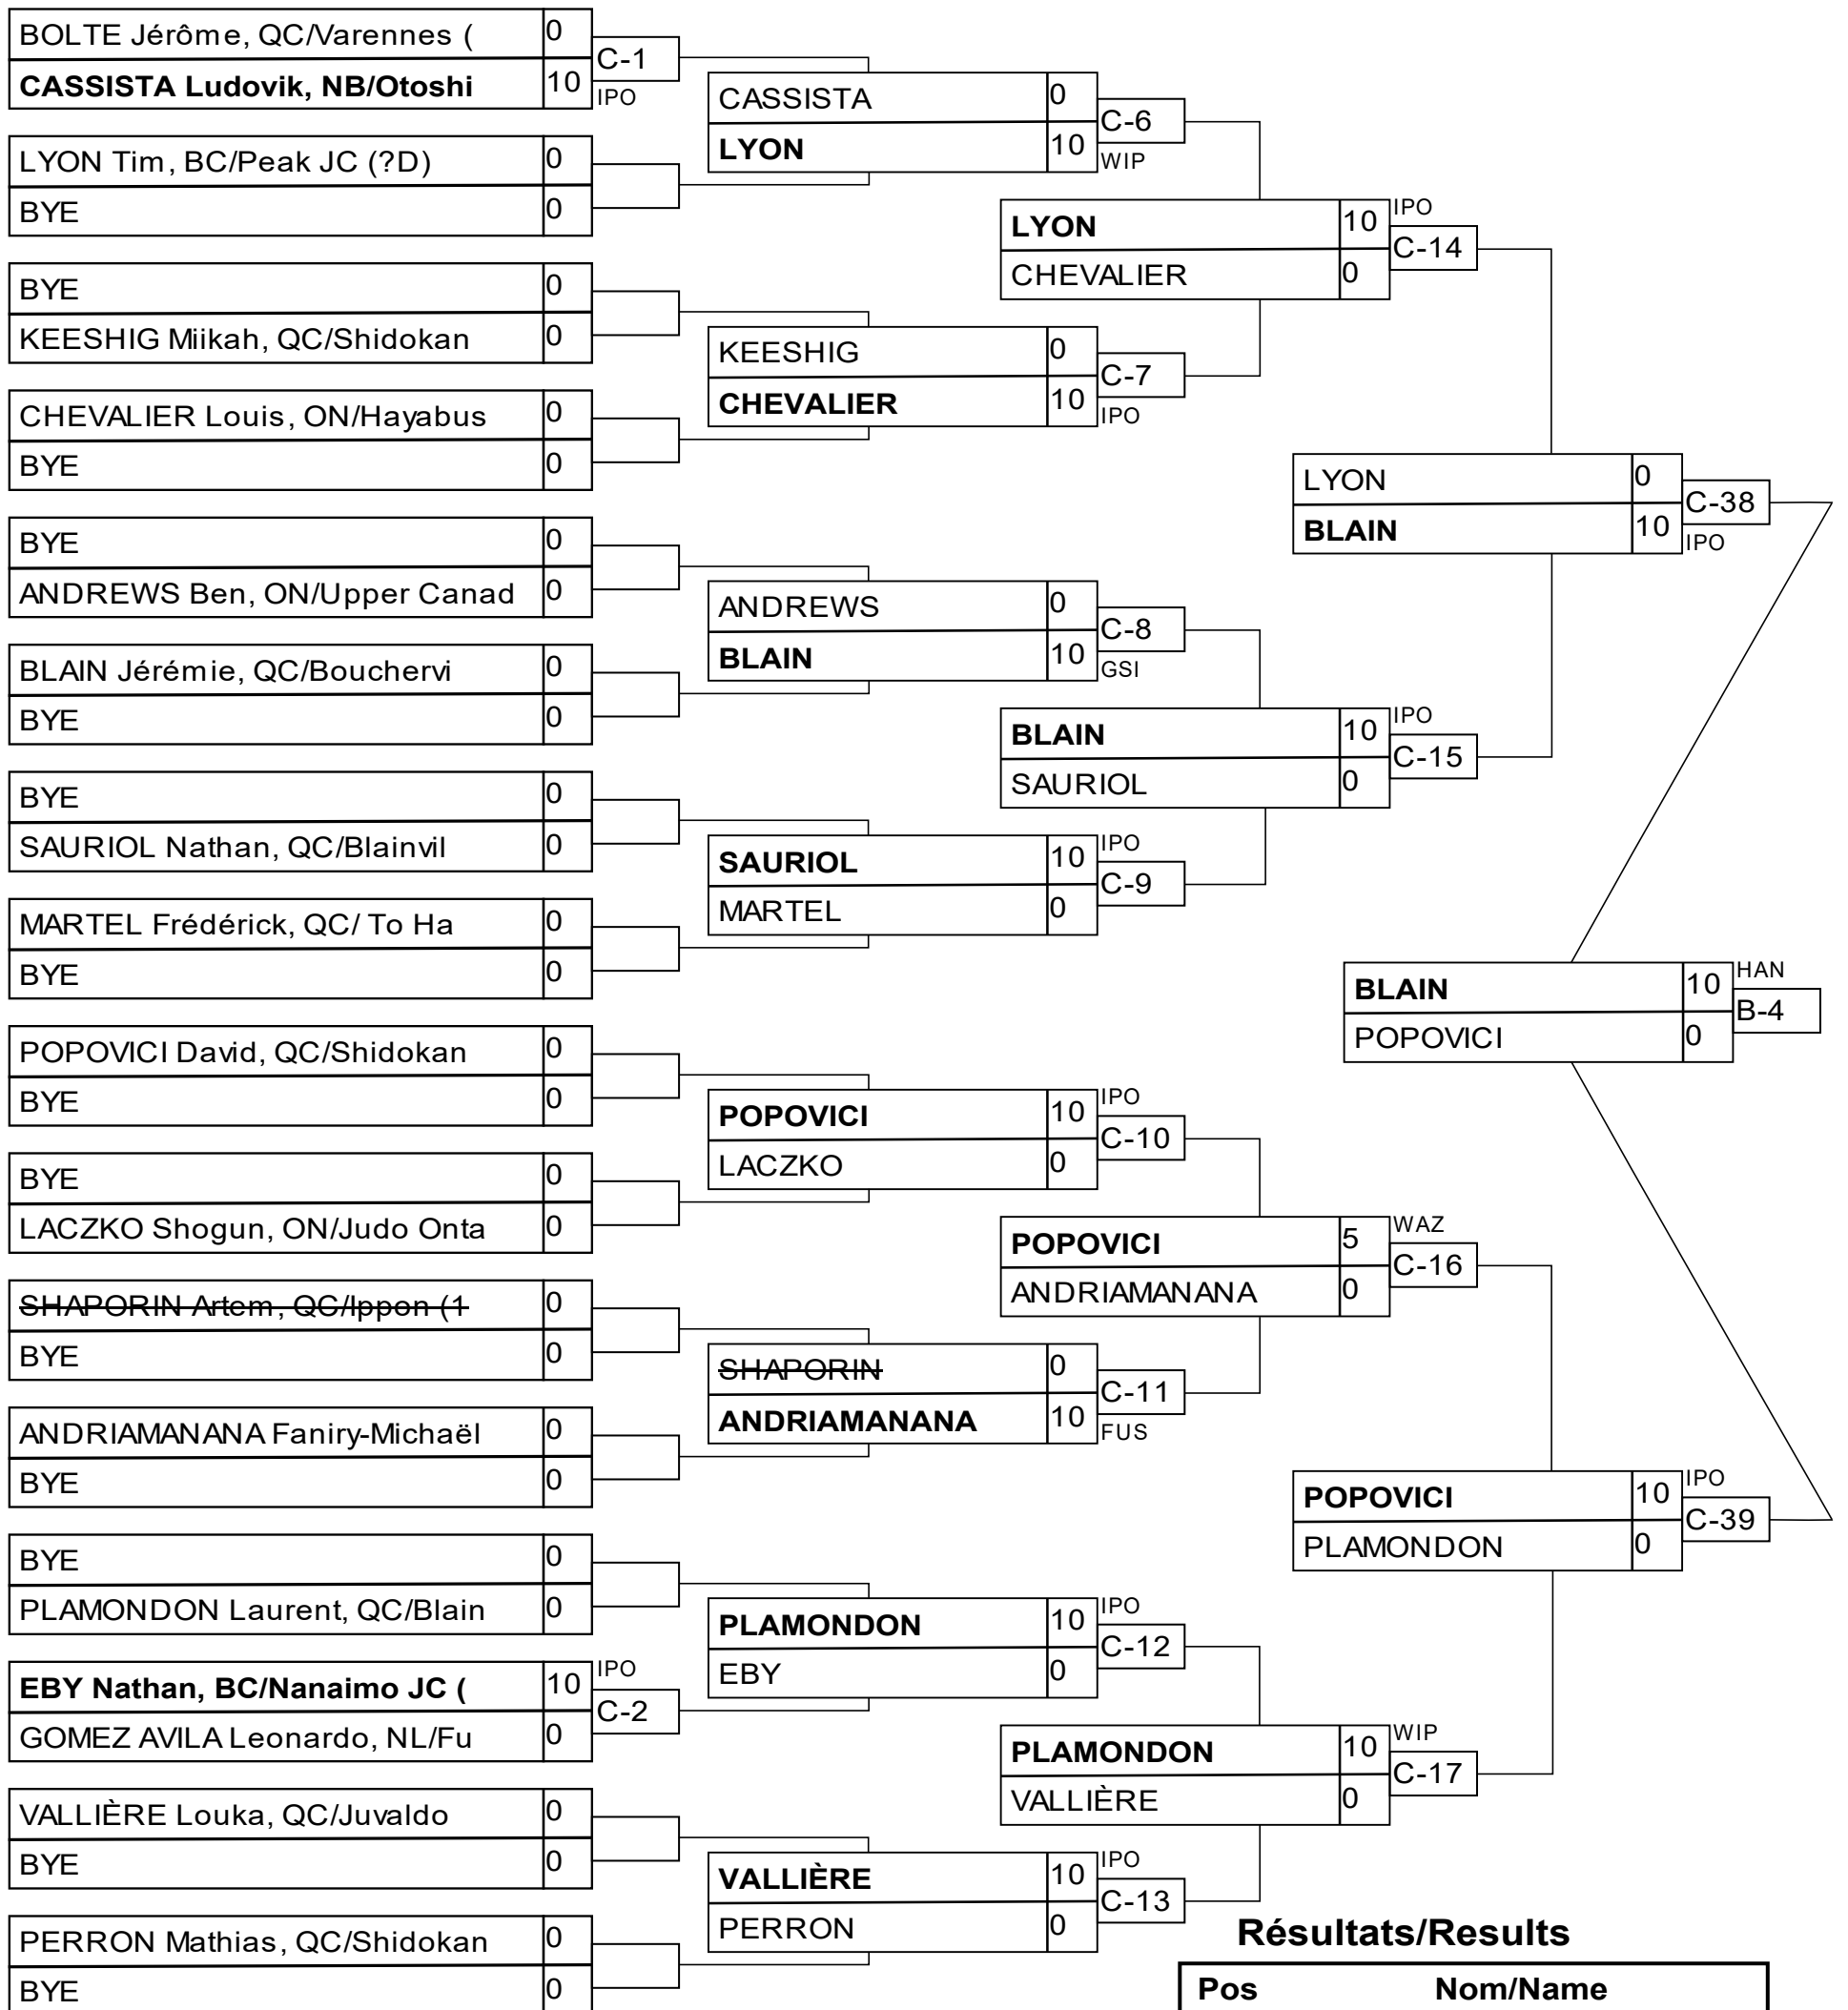 BOLTE Jérôme, QC/Varennes ( 0
CASSISTA Ludovik, NB/Otoshi 10
C-1
IPO
LYON Tim, BC/Peak JC (?D) 0
BYE 0
BYE 0
KEESHIG Miikah, QC/Shidokan 0
CHEVALIER Louis, ON/Hayabus 0
BYE 0
BYE 0
ANDREWS Ben, ON/Upper Canad 0
BLAIN Jérémie, QC/Bouchervi 0
BYE 0
BYE 0
SAURIOL Nathan, QC/Blainvil 0
MARTEL Frédérick, QC/ To Ha 0
BYE 0
POPOVICI David, QC/Shidokan 0
BYE 0
BYE 0
LACZKO Shogun, ON/Judo Onta 0
SHAPORIN Artem, QC/Ippon (1 0
BYE 0
ANDRIAMANANA Faniry-Michaël 0
BYE 0
BYE 0
PLAMONDON Laurent, QC/Blain 0
EBY Nathan, BC/Nanaimo JC ( 10
GOMEZ AVILA Leonardo, NL/Fu 0
IPO
C-2
VALLIÈRE Louka, QC/Juvaldo 0
BYE 0
PERRON Mathias, QC/Shidokan 0
BYE 0
CASSISTA 0
LYON 10
C-6
WIP
KEESHIG 0
CHEVALIER 10
C-7
IPO
ANDREWS 0
BLAIN 10
C-8
GSI
SAURIOL 10
MARTEL 0
IPO
C-9
POPOVICI 10
LACZKO 0
IPO
C-10
SHAPORIN 0
ANDRIAMANANA 10
C-11
FUS
PLAMONDON 10
EBY 0
IPO
C-12
VALLIÈRE 10
PERRON 0
IPO
C-13
LYON 10
CHEVALIER 0
IPO
C-14
BLAIN 10
SAURIOL 0
IPO
C-15
POPOVICI 5
ANDRIAMANANA 0
WAZ
C-16
PLAMONDON 10
VALLIÈRE 0
WIP
C-17
LYON 0
BLAIN 10
C-38
IPO
POPOVICI 10
PLAMONDON 0
IPO
C-39
BLAIN 10
POPOVICI 0
HAN
B-4
Résultats/Results
Pos Nom/Name